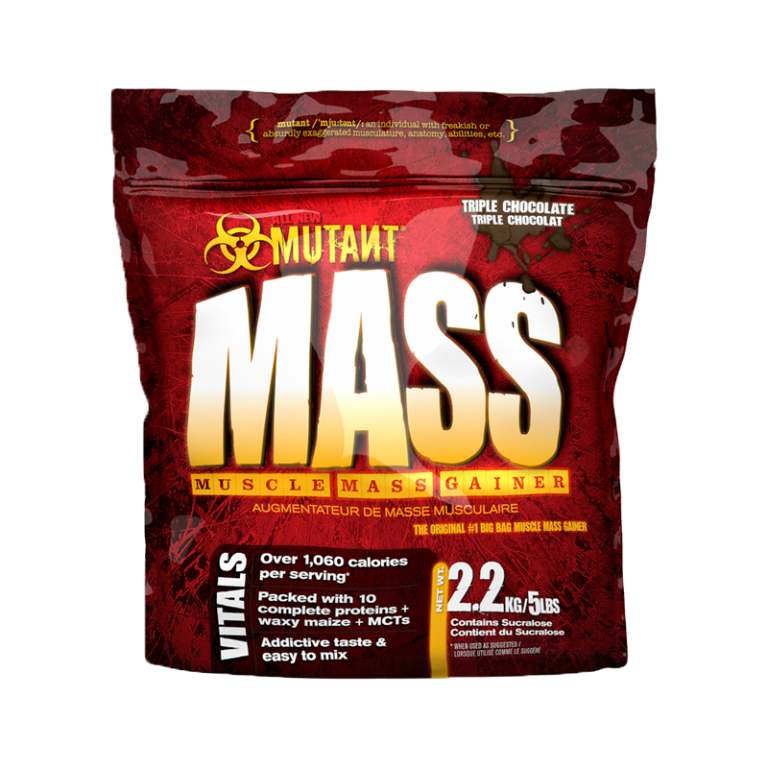 { mutant /'mju:tənt/: an individual with freakish or
absurdly exaggerated musculature, anatomy, abilities, etc. }
TRIPLE CHOCOLATE
TRIPLE CHOCOLAT
ALL NEW
MUTANT
MASS
MUSCLE MASS GAINER
AUGMENTATEUR DE MASSE MUSCULAIRE
THE ORIGINAL #1 BIG BAG MUSCLE MASS GAINER
VITALS
Over 1,060 calories
per serving*
Packed with 10
complete proteins +
waxy maize + MCTs
Addictive taste &
easy to mix
NET WT.
2.2KG/5LBS
Contains Sucralose
Contient du Sucralose
* WHEN USED AS SUGGESTED /
LORSQUE UTILISÉ COMME LE SUGGÉRÉ